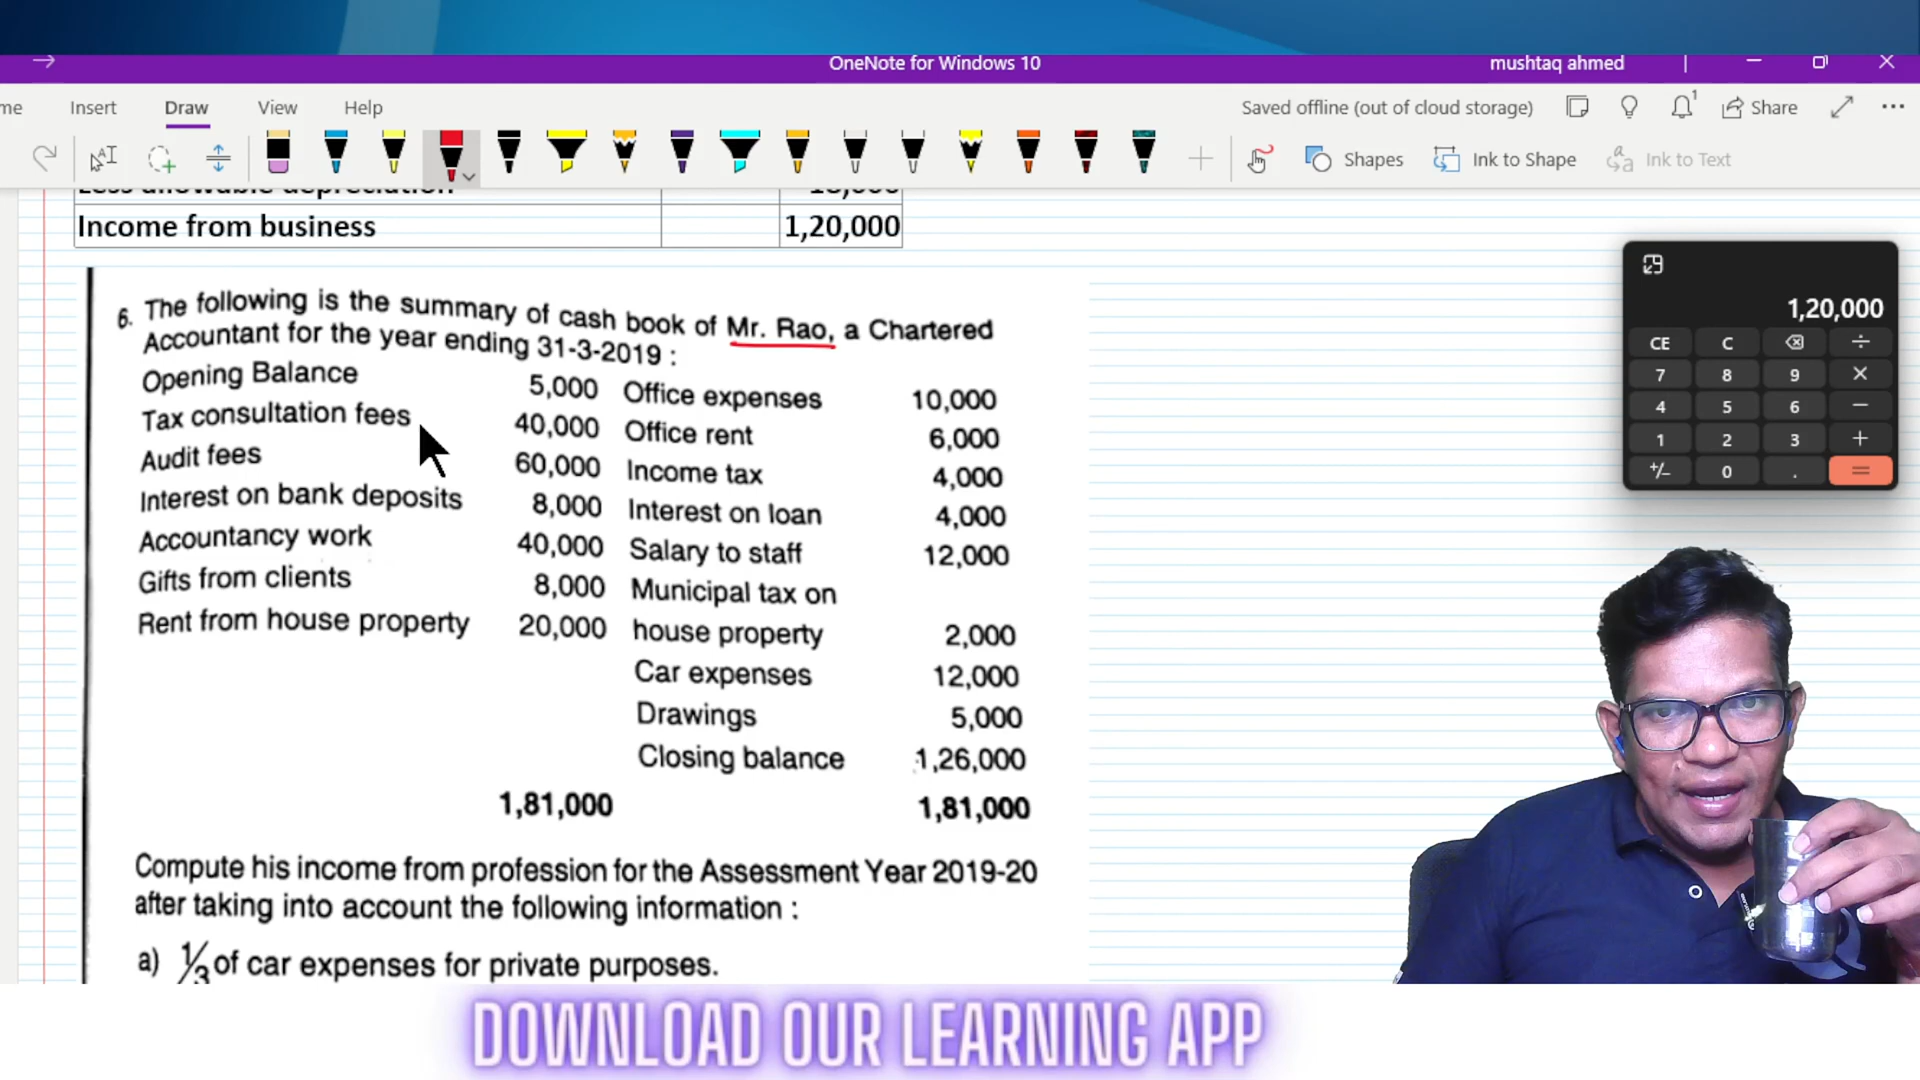 OneNote for Windows 10
mushtaq ahmed
me Insert Draw View Help
Saved offline (out of cloud storage)
1
Share
Shapes
Ink to Shape
Ink to Text
Less allowable depreciation
Income from business 1,20,000
6. The following is the summary of cash book of Mr. Rao, a Chartered
Accountant for the year ending 31-3-2019 :
Opening Balance 5,000 Office expenses 10,000
Tax consultation fees 40,000 Office rent 6,000
Audit fees 60,000 Income tax 4,000
Interest on bank deposits 8,000 Interest on loan 4,000
Accountancy work 40,000 Salary to staff 12,000
Gifts from clients 8,000 Municipal tax on
Rent from house property 20,000 house property 2,000
Car expenses 12,000
Drawings 5,000
Closing balance 1,26,000
1,81,000 1,81,000
Compute his income from profession for the Assessment Year 2019-20
after taking into account the following information :
a) 1/3 of car expenses for private purposes.
1,20,000
CE C ÷
7 8 9 ×
4 5 6 −
1 2 3 +
+/− 0 . =
DOWNLOAD OUR LEARNING APP